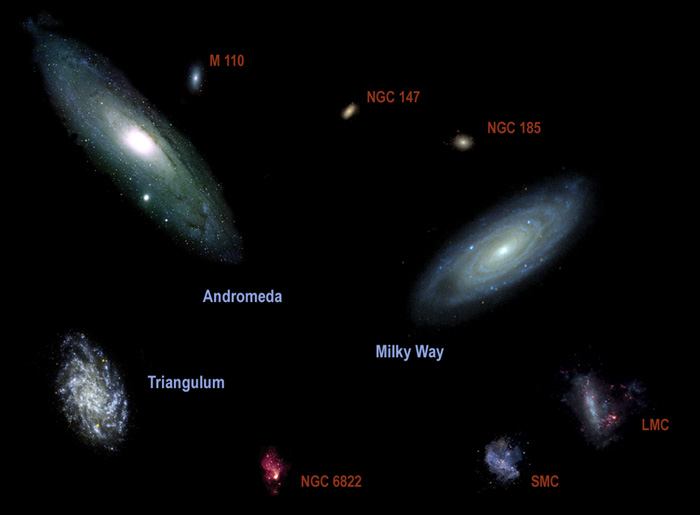 M 110
NGC 147
NGC 185
Andromeda
Milky Way
Triangulum
LMC
NGC 6822
SMC